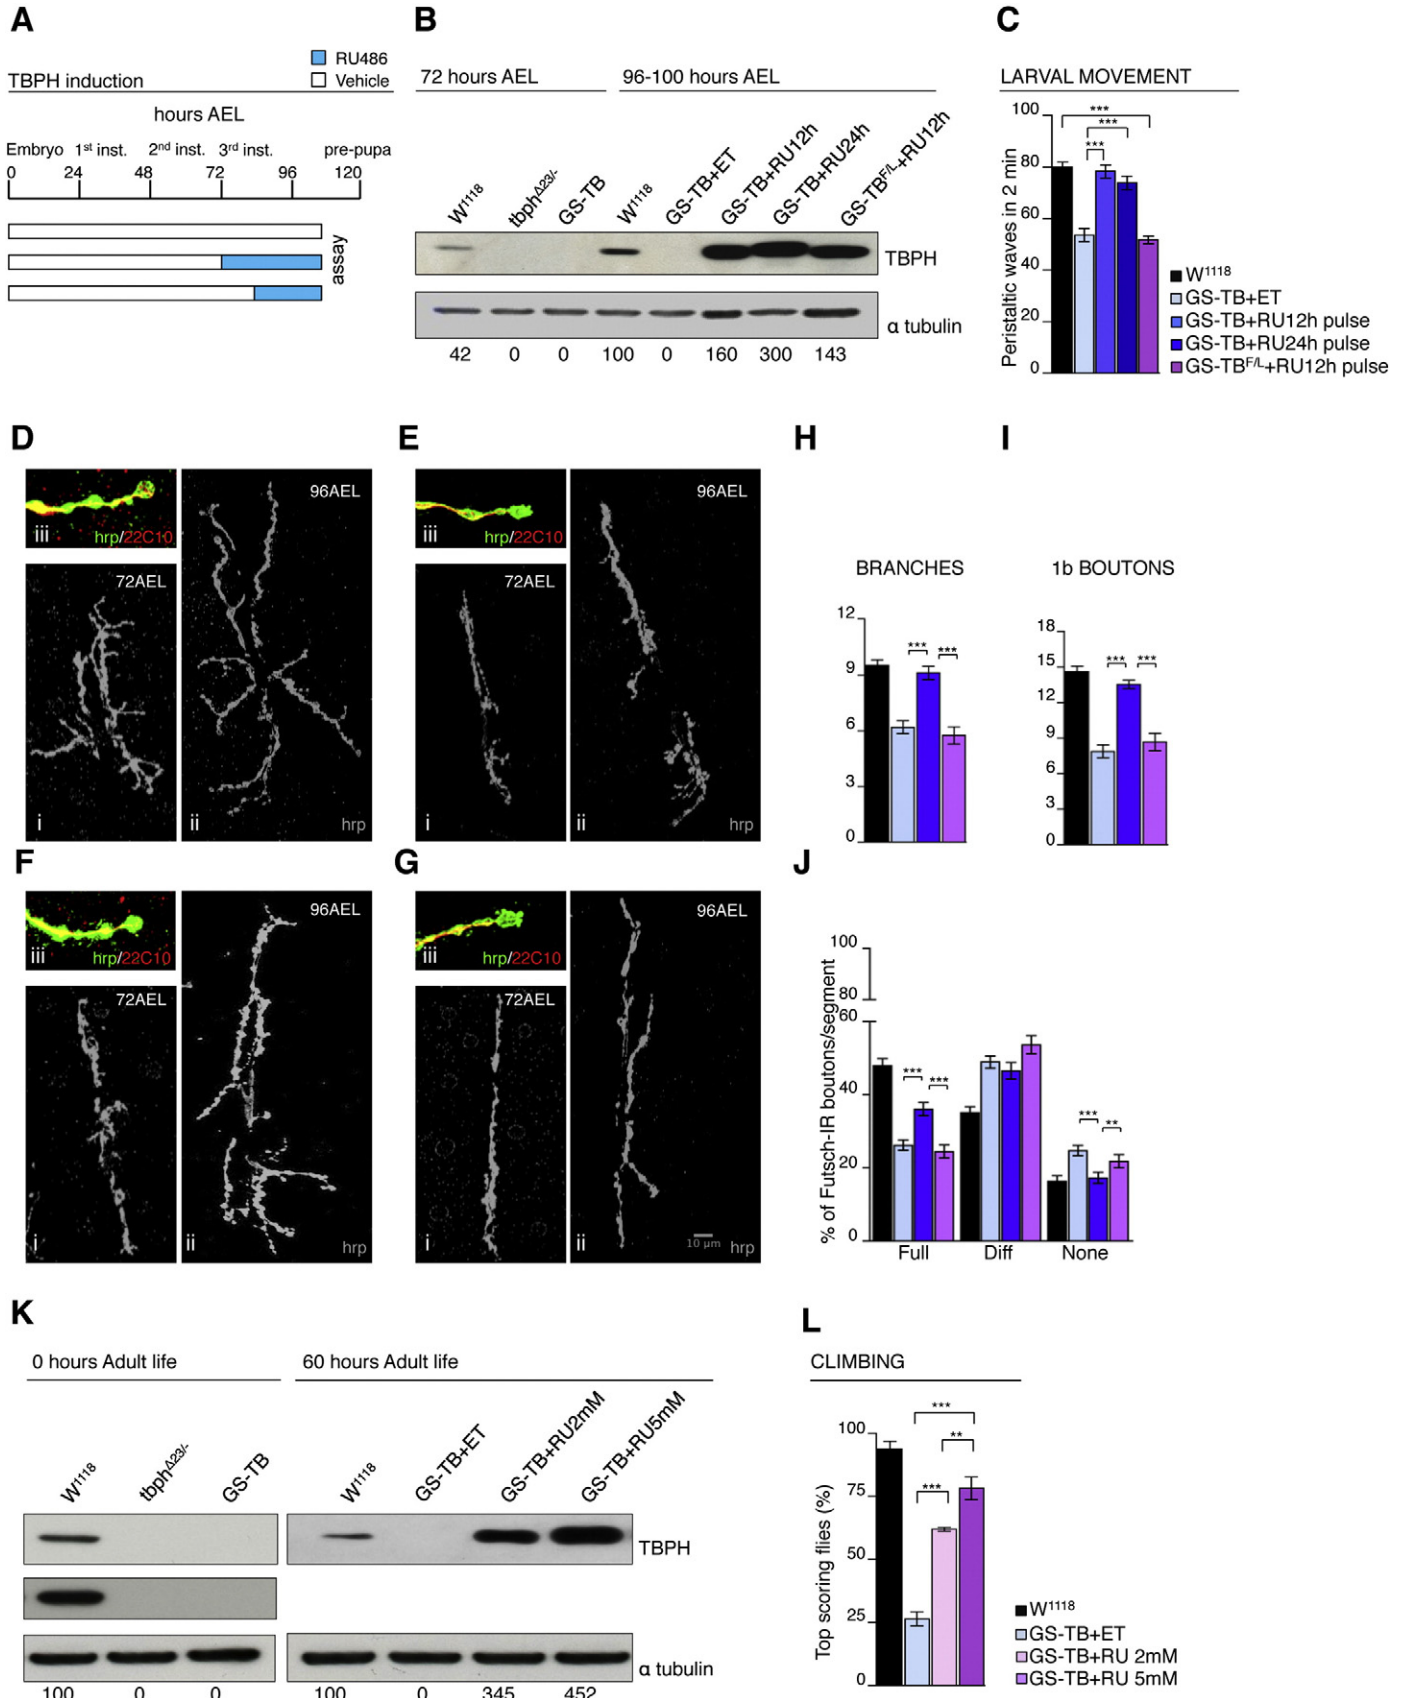 A
TBPH induction
RU486
Vehicle
hours AEL
Embryo 1st inst. 2nd inst. 3rd inst. pre-pupa
0 24 48 72 96 120
assay
B
72 hours AEL
96-100 hours AEL
W1118 tbphΔ23/- GS-TB W1118 GS-TB+ET GS-TB+RU12h GS-TB+RU24h GS-TBF/L+RU12h
TBPH
α tubulin
42 0 0 100 0 160 300 143
C
LARVAL MOVEMENT
Peristaltic waves in 2 min
100
80
60
40
20
0
*** *** ***
W1118
GS-TB+ET
GS-TB+RU12h pulse
GS-TB+RU24h pulse
GS-TBF/L+RU12h pulse
D
iii
hrp/22C10
72AEL
i
96AEL
ii
hrp
E
iii
hrp/22C10
72AEL
i
96AEL
ii
hrp
F
iii
hrp/22C10
72AEL
i
96AEL
ii
hrp
G
iii
hrp/22C10
72AEL
i
96AEL
ii
10 µm
hrp
H
BRANCHES
12
9
6
3
0
*** ***
I
1b BOUTONS
18
15
12
9
6
3
0
*** ***
J
% of Futsch-IR boutons/segment
100
80
60
40
20
0
*** *** *** **
Full Diff None
K
0 hours Adult life
60 hours Adult life
W1118 tbphΔ23/- GS-TB W1118 GS-TB+ET GS-TB+RU2mM GS-TB+RU5mM
TBPH
α tubulin
100 0 0 100 0 345 452
L
CLIMBING
Top scoring flies (%)
100
75
50
25
0
*** ** ***
W1118
GS-TB+ET
GS-TB+RU 2mM
GS-TB+RU 5mM